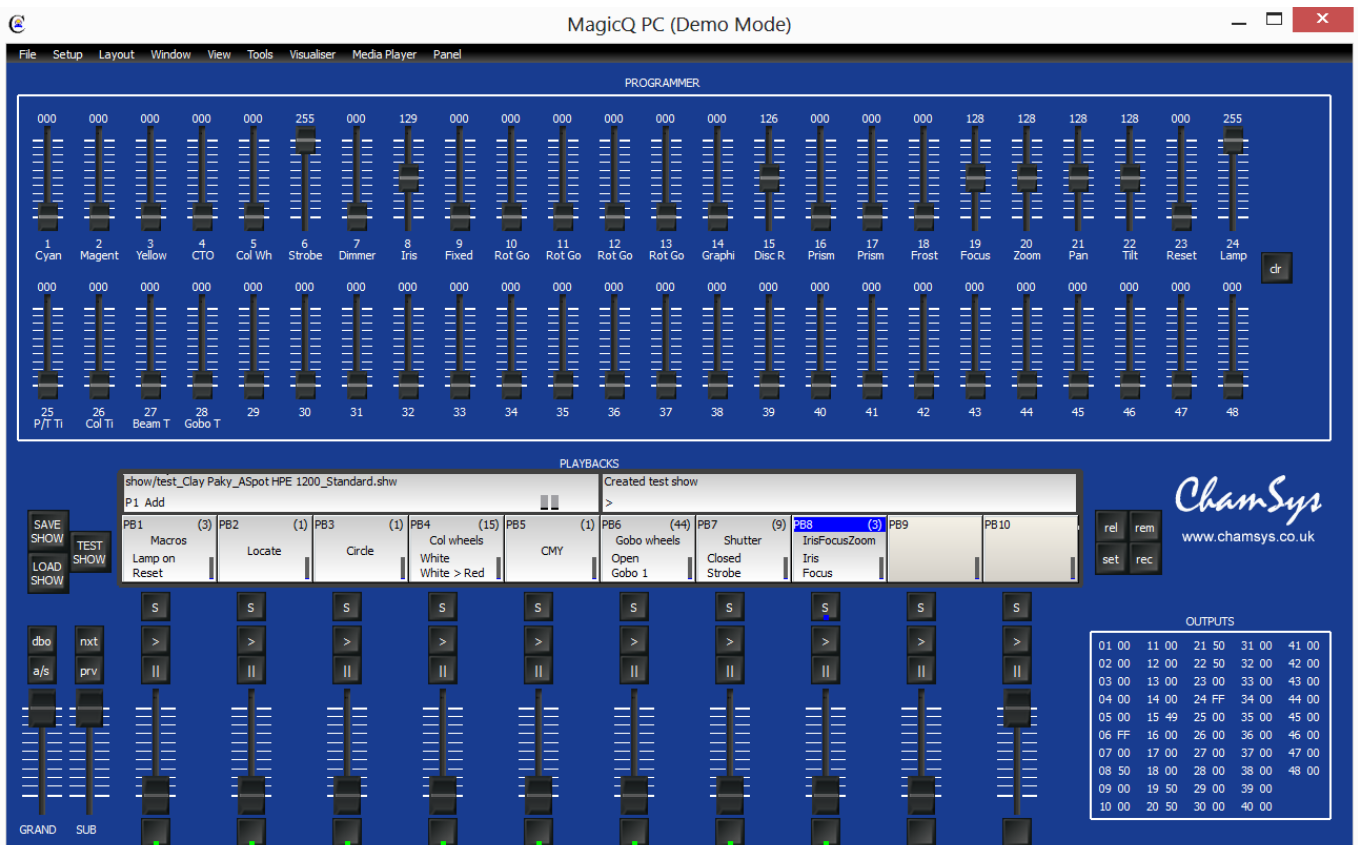 MagicQ PC (Demo Mode)
File Setup Layout Window View Tools Visualiser Media Player Panel
PROGRAMMER
000 000 000 000 000 255 000 129 000 000 000 000 000 000 126 000 000 000 128 128 128 128 000 255
1 2 3 4 5 6 7 8 9 10 11 12 13 14 15 16 17 18 19 20 21 22 23 24
Cyan Magent Yellow CTO Col Wh Strobe Dimmer Iris Fixed Rot Go Rot Go Rot Go Rot Go Graphi Disc R Prism Prism Frost Focus Zoom Pan Tilt Reset Lamp
clr
000 000 000 000 000 000 000 000 000 000 000 000 000 000 000 000 000 000 000 000 000 000 000 000
25 26 27 28 29 30 31 32 33 34 35 36 37 38 39 40 41 42 43 44 45 46 47 48
P/T Ti Col Ti Beam T Gobo T
PLAYBACKS
show/test_Clay Paky_ASpot HPE 1200_Standard.shw Created test show
P1 Add >
PB1 (3) PB2 (1) PB3 (1) PB4 (15) PB5 (1) PB6 (44) PB7 (9) PB8 (3) PB9 PB10
Macros Locate Circle Col wheels CMY Gobo wheels Shutter IrisFocusZoom
Lamp on White Open Closed Iris
Reset White > Red Gobo 1 Strobe Focus
SAVE SHOW
TEST SHOW
LOAD SHOW
rel rem
set rec
ChamSys
www.chamsys.co.uk
S S S S S S S S S S
dbo nxt > > > > > > > > > >
a/s prv
GRAND SUB
OUTPUTS
01 00 11 00 21 50 31 00 41 00
02 00 12 00 22 50 32 00 42 00
03 00 13 00 23 00 33 00 43 00
04 00 14 00 24 FF 34 00 44 00
05 00 15 49 25 00 35 00 45 00
06 FF 16 00 26 00 36 00 46 00
07 00 17 00 27 00 37 00 47 00
08 50 18 00 28 00 38 00 48 00
09 00 19 50 29 00 39 00
10 00 20 50 30 00 40 00